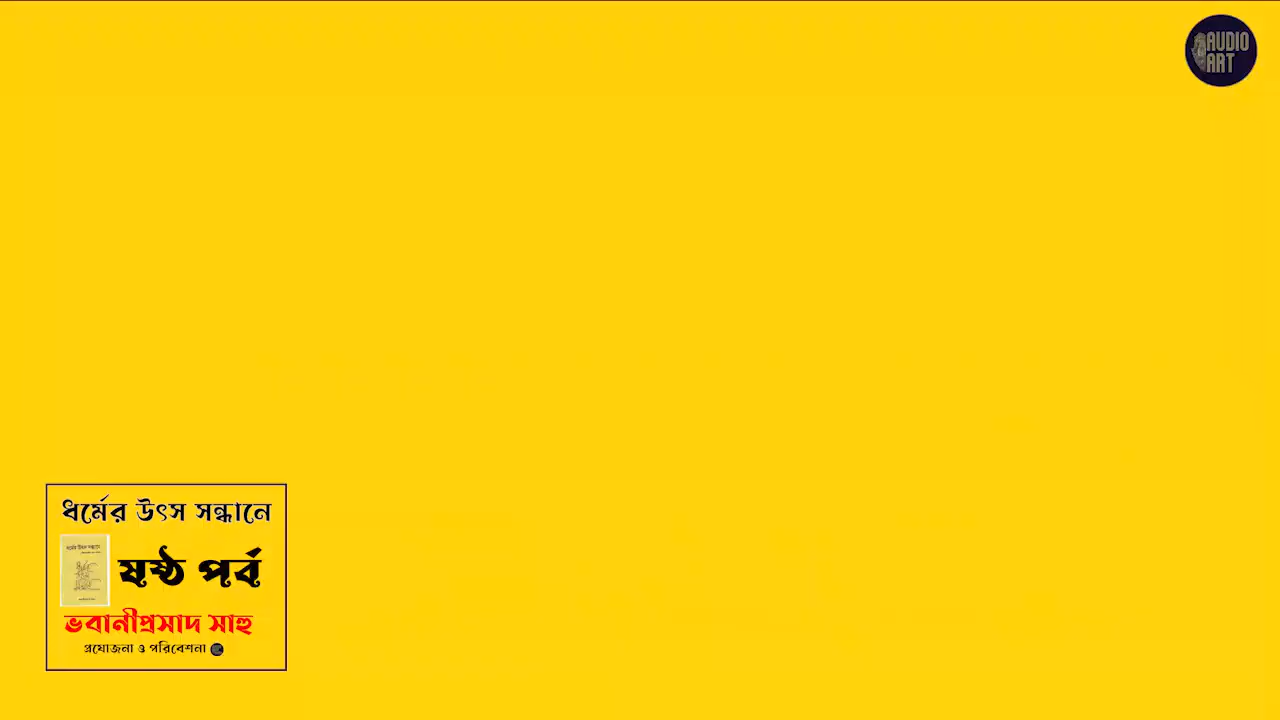 AUDIO
ART
ধর্মের উৎস সন্ধানে
ষষ্ঠ পর্ব
ভবানীপ্রসাদ সাহু
প্রযোজনা ও পরিবেশনা